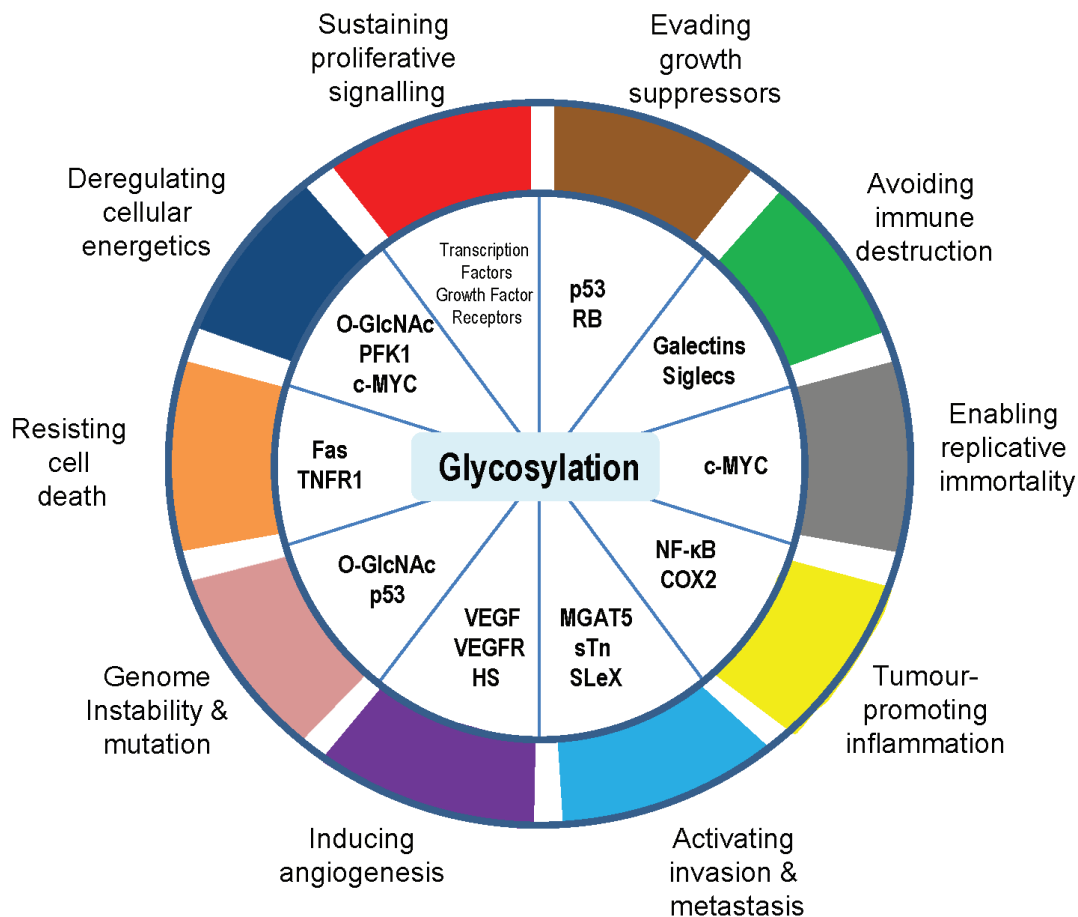 Sustaining
proliferative
signalling
Evading
growth
suppressors
Deregulating
cellular
energetics
Avoiding
immune
destruction
Transcription
Factors
Growth Factor
Receptors
p53
RB
O-GlcNAc
PFK1
c-MYC
Galectins
Siglecs
Resisting
cell
death
Fas
TNFR1
Glycosylation
c-MYC
Enabling
replicative
immortality
O-GlcNAc
p53
VEGF
VEGFR
HS
MGAT5
sTn
SLeX
NF-κB
COX2
Genome
Instability &
mutation
Tumour-
promoting
inflammation
Inducing
angiogenesis
Activating
invasion &
metastasis